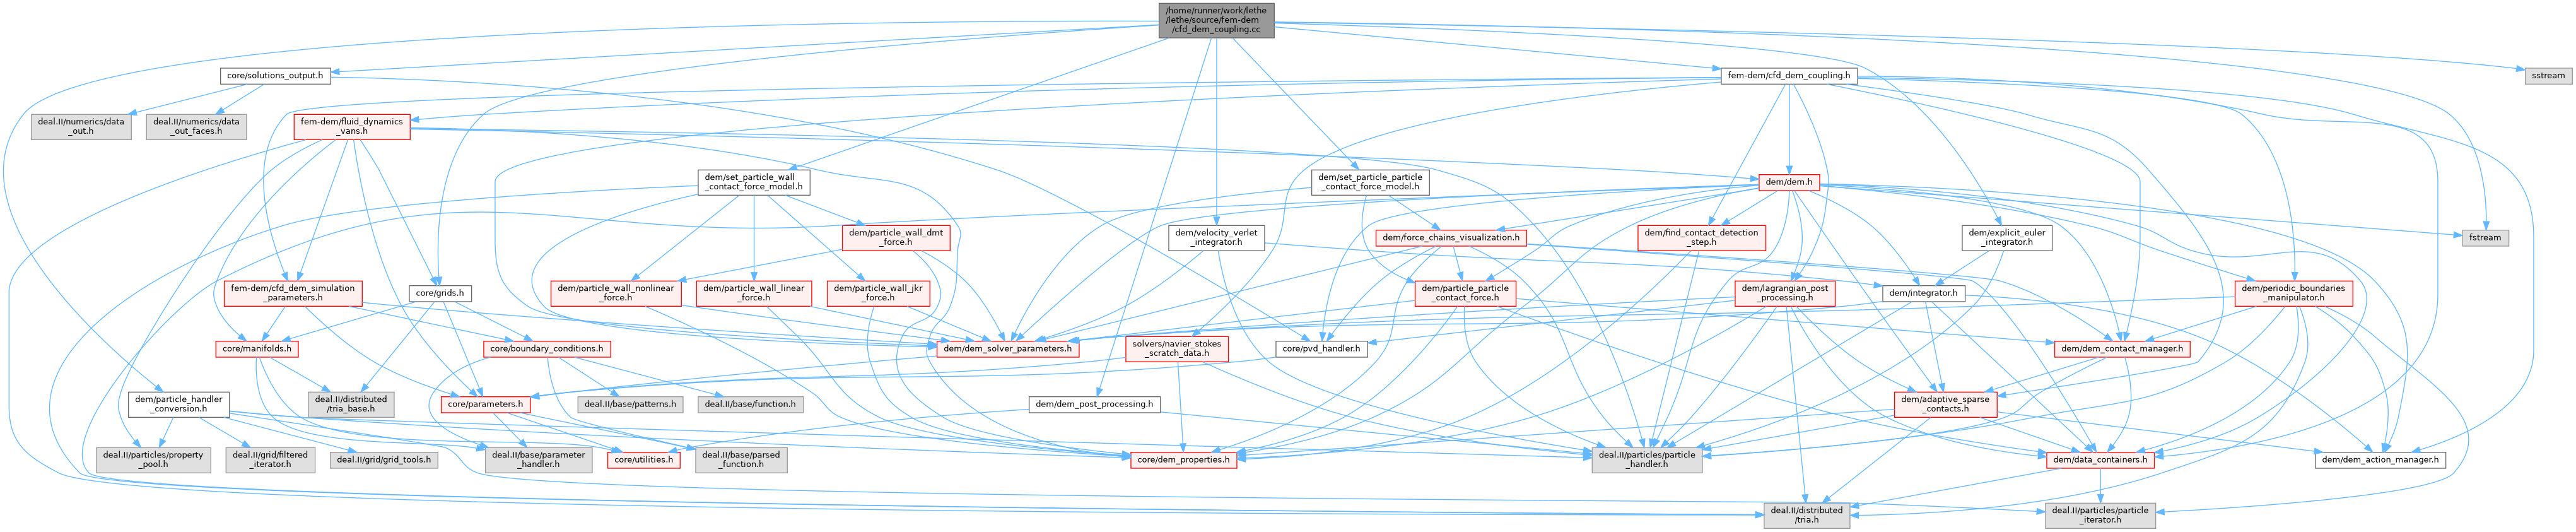 /home/runner/work/lethe
/lethe/source/fem-dem
/cfd_dem_coupling.cc
core/solutions_output.h
fem-dem/cfd_dem_coupling.h
sstream
deal.II/numerics/data
_out.h
deal.II/numerics/data
_out_faces.h
fem-dem/fluid_dynamics
_vans.h
dem/set_particle_wall
_contact_force_model.h
dem/set_particle_particle
_contact_force_model.h
dem/dem.h
dem/particle_wall_dmt
_force.h
dem/velocity_verlet
_integrator.h
dem/force_chains_visualization.h
dem/find_contact_detection
_step.h
dem/explicit_euler
_integrator.h
fstream
fem-dem/cfd_dem_simulation
_parameters.h
core/grids.h
dem/particle_wall_nonlinear
_force.h
dem/particle_wall_linear
_force.h
dem/particle_wall_jkr
_force.h
dem/particle_particle
_contact_force.h
dem/lagrangian_post
_processing.h
dem/integrator.h
dem/periodic_boundaries
_manipulator.h
core/manifolds.h
core/boundary_conditions.h
dem/dem_solver_parameters.h
solvers/navier_stokes
_scratch_data.h
core/pvd_handler.h
dem/dem_contact_manager.h
dem/particle_handler
_conversion.h
deal.II/distributed
/tria_base.h
core/parameters.h
deal.II/base/patterns.h
deal.II/base/function.h
dem/dem_post_processing.h
dem/adaptive_sparse
_contacts.h
deal.II/particles/property
_pool.h
deal.II/grid/filtered
_iterator.h
deal.II/grid/grid_tools.h
deal.II/base/parameter
_handler.h
core/utilities.h
deal.II/base/parsed
_function.h
core/dem_properties.h
deal.II/particles/particle
_handler.h
dem/data_containers.h
dem/dem_action_manager.h
deal.II/distributed
/tria.h
deal.II/particles/particle
_iterator.h